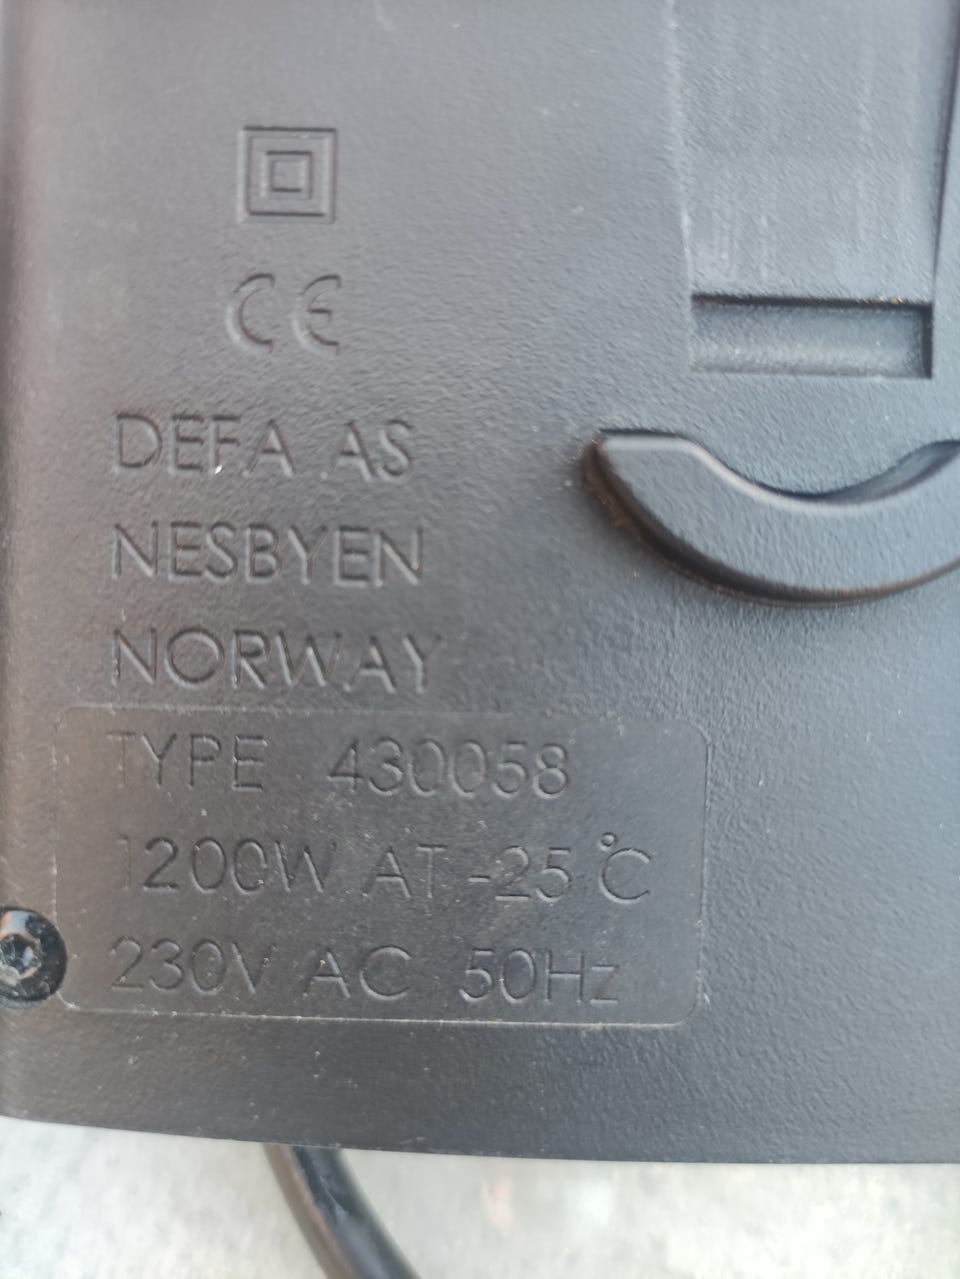 CE
DEFA AS
NESBYEN
NORWAY
TYPE 430058
1200W AT -25°C
230V AC 50Hz